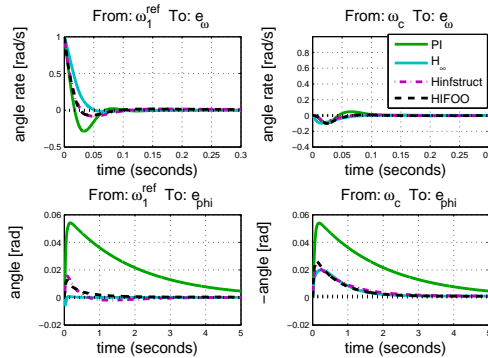 From: ω₁ʳᵉᶠ To: e_ω
From: ω_c To: e_ω
angle rate [rad/s]
1
0.5
0
-0.5
0 0.05 0.1 0.15 0.2 0.25 0.3
time (seconds)
angle rate [rad/s]
0.8
0.6
0.4
0.2
0
-0.2
-0.4
0 0.05 0.1 0.15 0.2 0.25 0.3
time (seconds)
PI
H∞
Hinfstruct
HIFOO
From: ω₁ʳᵉᶠ To: e_phi
From: ω_c To: e_phi
angle [rad]
0.06
0.04
0.02
0
-0.02
0 1 2 3 4 5
time (seconds)
-angle [rad]
0.06
0.04
0.02
0
-0.02
0 1 2 3 4 5
time (seconds)